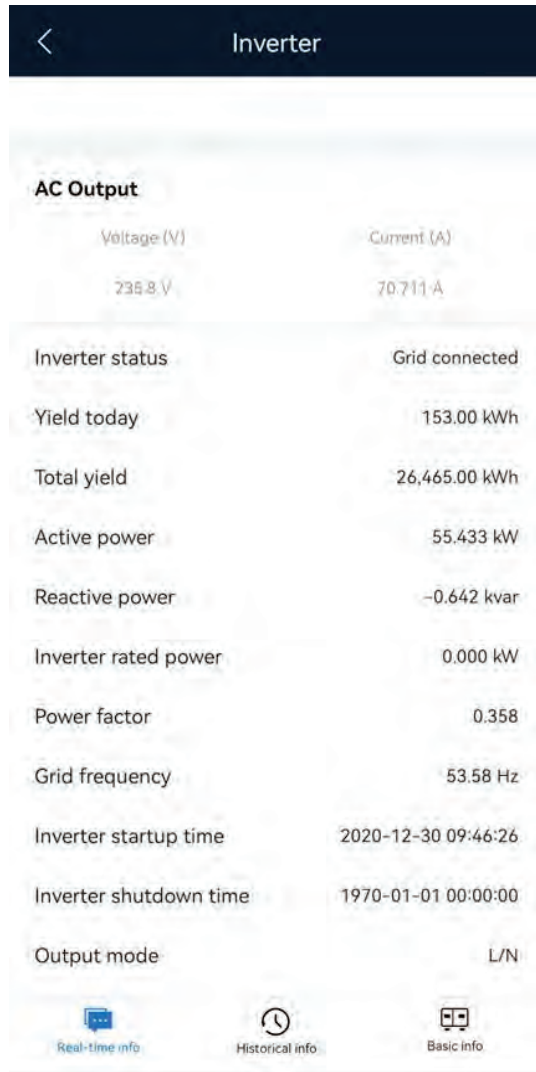 Inverter
AC Output
Voltage (V) Current (A)
70.711 A
Inverter status Grid connected
Yield today 153.00 kWh
Total yield 26,465.00 kWh
Active power 55.433 kW
Reactive power -0.642 kvar
Inverter rated power 0.000 kW
Power factor 0.358
Grid frequency 53.58 Hz
Inverter startup time 2020-12-30 09:46:26
Inverter shutdown time 1970-01-01 00:00:00
Output mode L/N
Real-time info Historical info Basic info